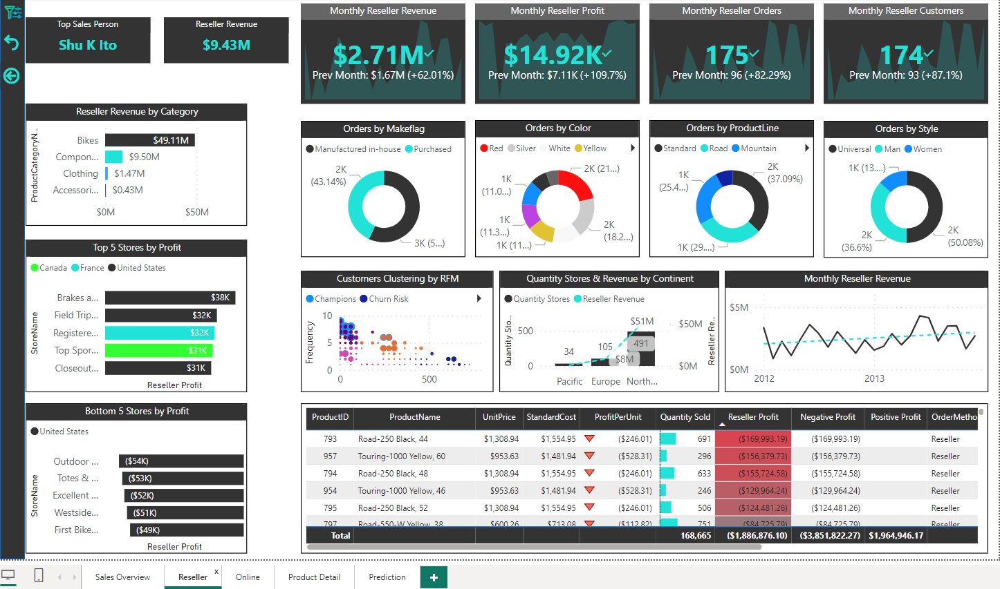 Top Sales Person
Shu K Ito
Reseller Revenue
$9.43M
Monthly Reseller Revenue
$2.71M
Prev Month: $1.67M (+62.01%)
Monthly Reseller Profit
$14.92K
Prev Month: $7.11K (+109.7%)
Monthly Reseller Orders
175
Prev Month: 96 (+82.29%)
Monthly Reseller Customers
174
Prev Month: 93 (+87.1%)
Reseller Revenue by Category
ProductCategoryN...
Bikes $49.11M
Compon... $9.50M
Clothing $1.47M
Accessori... $0.43M
$0M $50M
Orders by Makeflag
Manufactured in-house Purchased
2K
(43.14%)
3K (5...)
Orders by Color
Red Silver White Yellow
2K (21...)
1K
(11.0...)
1K
(11.3...)
2K
(18.2...)
1K (11...)
Orders by ProductLine
Standard Road Mountain
1K
(25.4...)
2K
(37.09%)
1K (29....)
Orders by Style
Universal Man Women
1K (13....)
2K
(36.6%)
2K
(50.08%)
Top 5 Stores by Profit
Canada France United States
StoreName
Brakes a... $38K
Field Trip... $32K
Registere... $32K
Top Spor... $31K
Closeout... $31K
Reseller Profit
Customers Clustering by RFM
Champions Churn Risk
Frequency
10
5
0
0 500
Quantity Stores & Revenue by Continent
Quantity Stores Reseller Revenue
Quantity Sto...
500
0
34
105
491
$8M
$51M
$50M
$0M
Reseller Re...
Pacific Europe North...
Monthly Reseller Revenue
$5M
$0M
2012 2013
Bottom 5 Stores by Profit
United States
StoreName
Outdoor ... ($54K)
Totes & ... ($53K)
Excellent ... ($52K)
Westside... ($51K)
First Bike... ($49K)
Reseller Profit
ProductID ProductName UnitPrice StandardCost ProfitPerUnit Quantity Sold Reseller Profit Negative Profit Positive Profit OrderMetho
793 Road-250 Black, 44 $1,308.94 $1,554.95 ($246.01) 691 ($169,993.19) ($169,993.19) Reseller
957 Touring-1000 Yellow, 60 $953.63 $1,481.94 ($528.31) 296 ($156,379.73) ($156,379.73) Reseller
794 Road-250 Black, 48 $1,308.94 $1,554.95 ($246.01) 633 ($155,724.58) ($155,724.58) Reseller
954 Touring-1000 Yellow, 46 $953.63 $1,481.94 ($528.31) 246 ($129,964.24) ($129,964.24) Reseller
795 Road-250 Black, 52 $1,308.94 $1,554.95 ($246.01) 506 ($124,481.26) ($124,481.26) Reseller
797 Road-550-W Yellow, 38 $600.26 $713.08 ($112.82) 751 ($84,725.79) ($84,725.79) Reseller
Total 168,665 ($1,886,876.10) ($3,851,822.27) $1,964,946.17
Sales Overview Reseller x Online Product Detail Prediction +